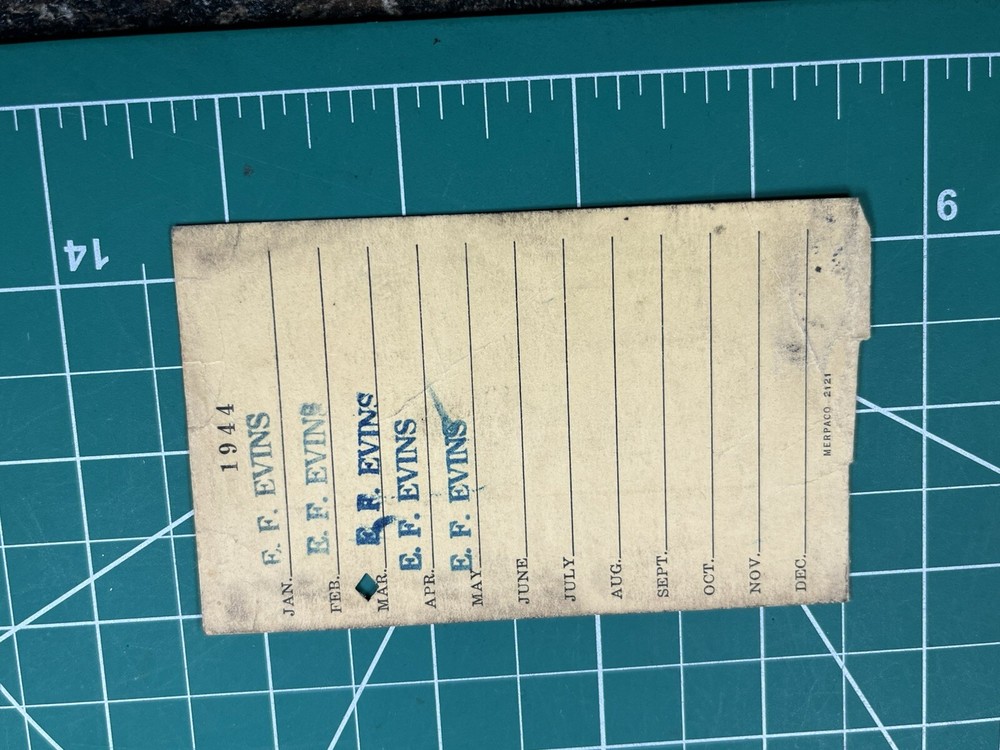 1944
JAN. E. F. EVINS
FEB. E. F. EVINS
MAR. E. F. EVINS
APR. E. F. EVINS
MAY E. F. EVINS
JUNE
JULY
AUG.
SEPT.
OCT.
NOV.
DEC.
MERPACO 2121
14
9